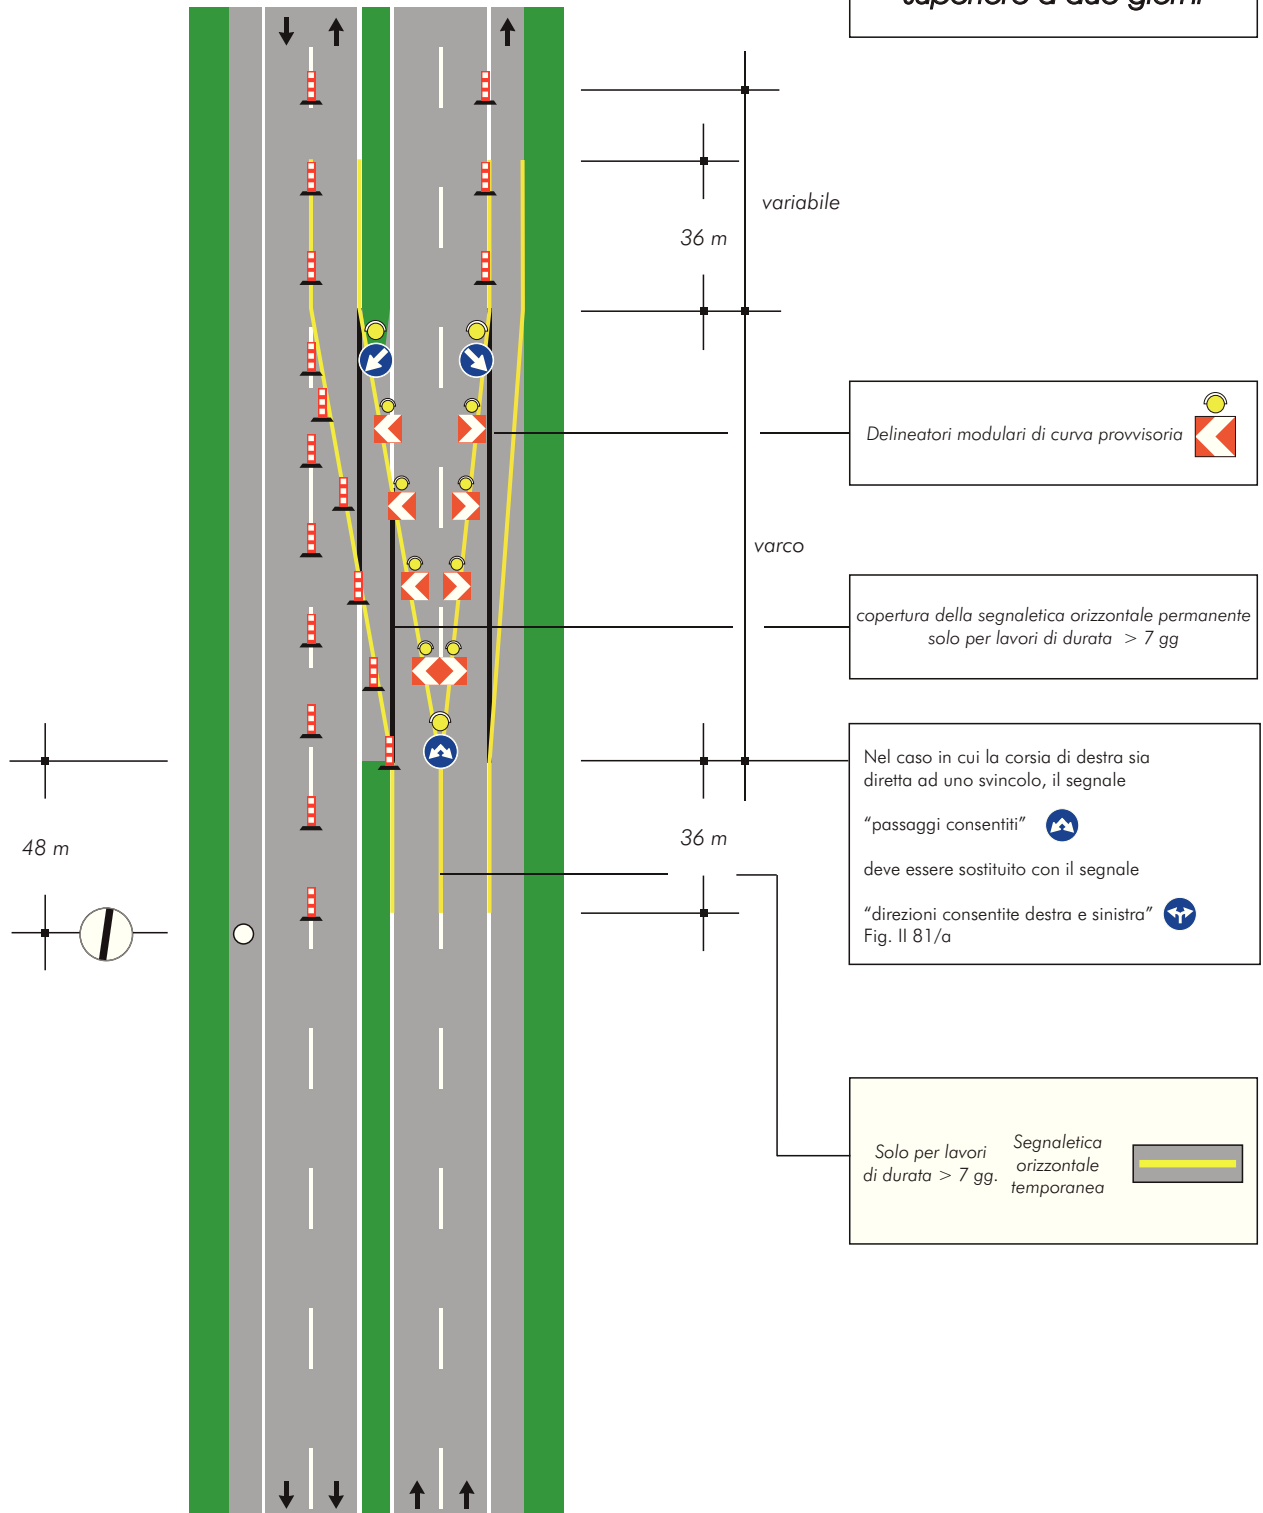 superiore a due giorni
variabile
36 m
Delineatori modulari di curva provvisoria
varco
copertura della segnaletica orizzontale permanente
solo per lavori di durata > 7 gg
Nel caso in cui la corsia di destra sia
diretta ad uno svincolo, il segnale
“passaggi consentiti”
deve essere sostituito con il segnale
“direzioni consentite destra e sinistra”
Fig. II 81/a
48 m
36 m
Solo per lavori
di durata > 7 gg.
Segnaletica
orizzontale
temporanea